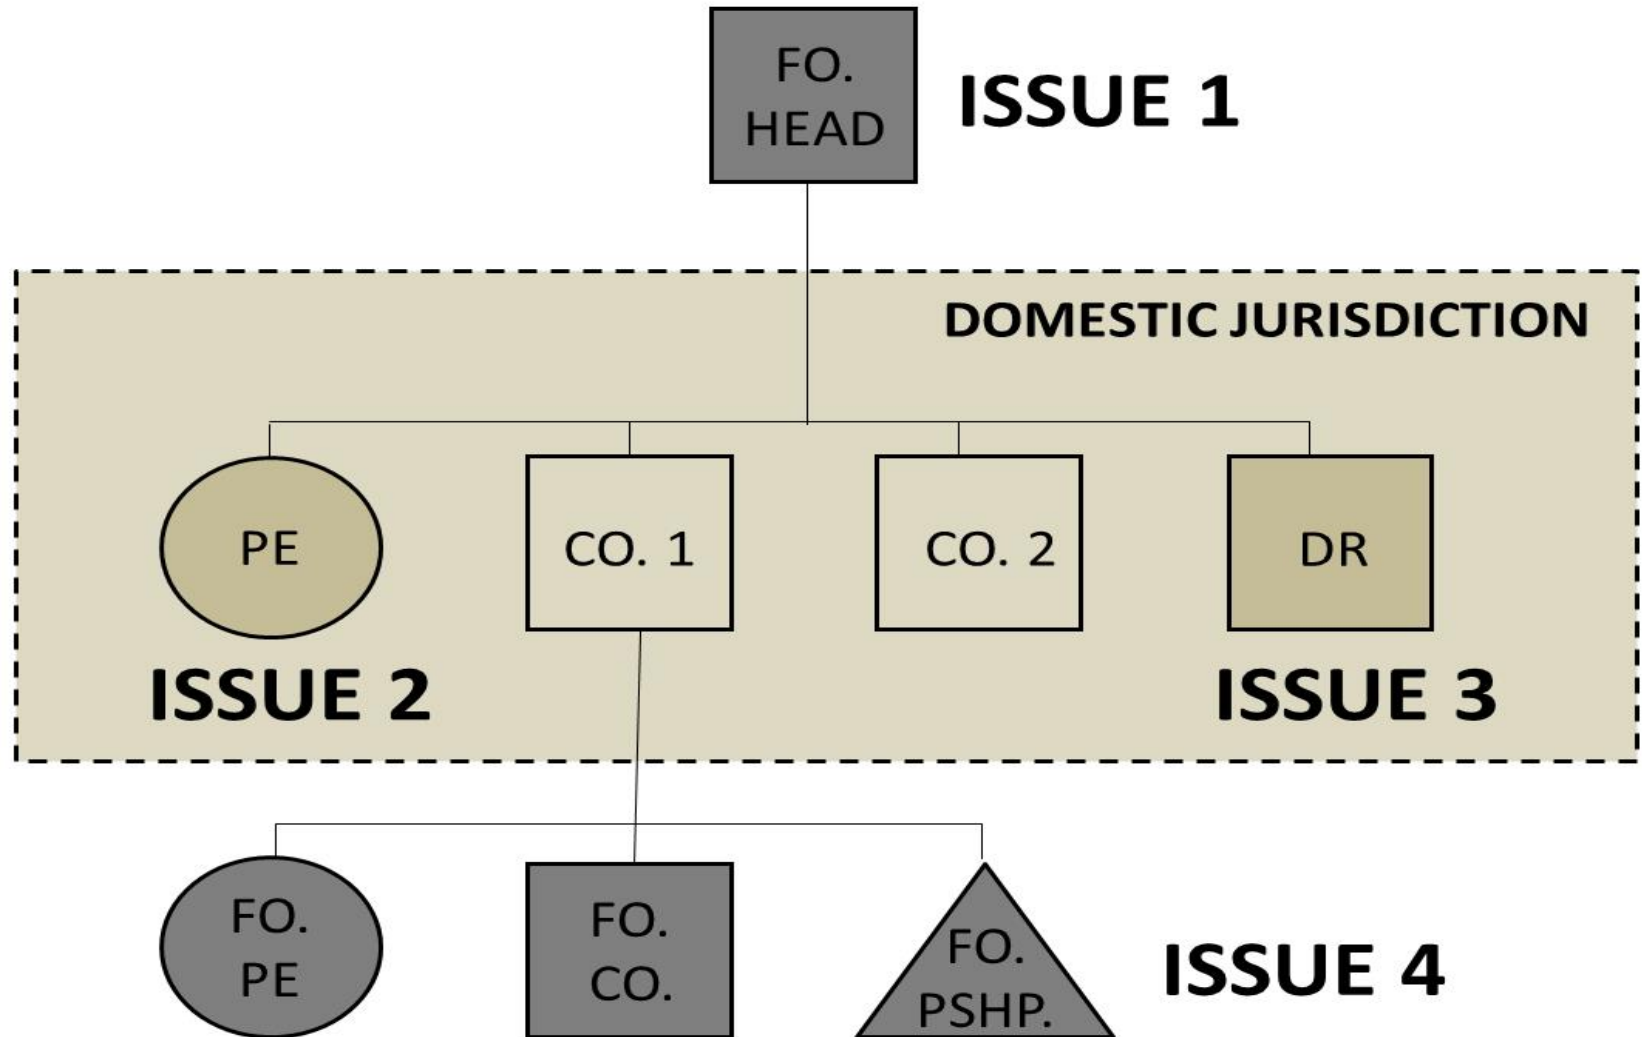 FO.
HEAD
ISSUE 1
DOMESTIC JURISDICTION
PE
CO. 1
CO. 2
DR
ISSUE 2
ISSUE 3
FO.
PE
FO.
CO.
FO.
PSHP.
ISSUE 4